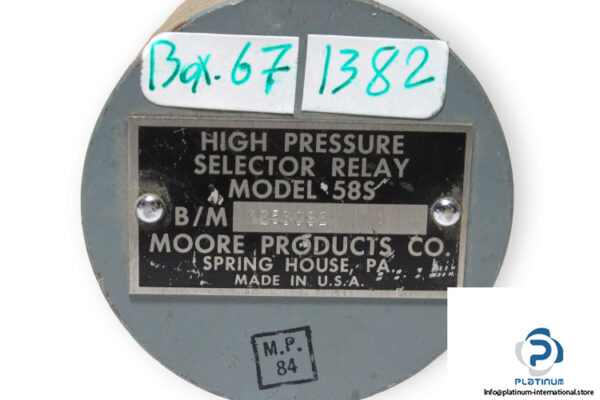 Box.67 1382
HIGH PRESSURE
SELECTOR RELAY
MODEL 58S
B/M
MOORE PRODUCTS CO.
SPRING HOUSE, PA.
MADE IN U.S.A.
M.P.
84
PLATINUM
Info@platinum-international.store